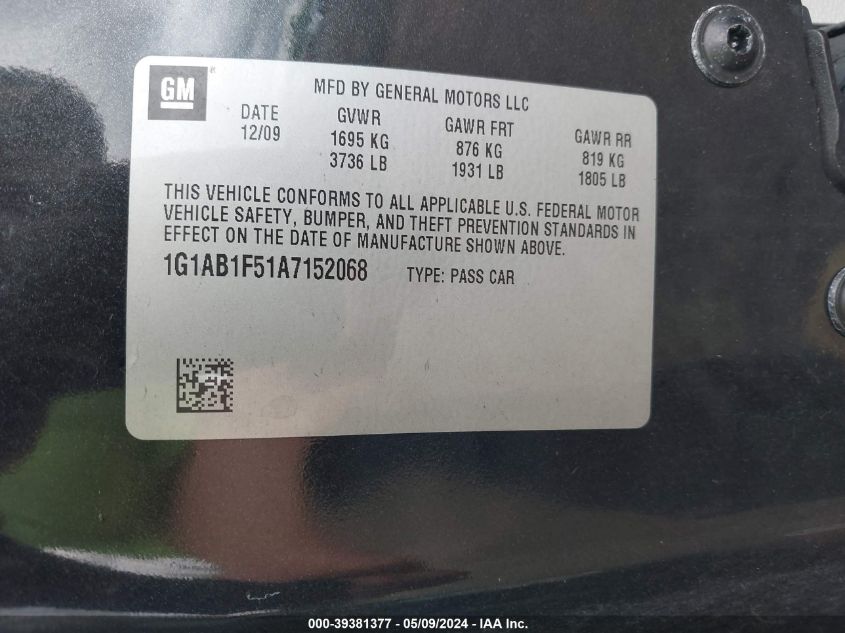 GM
MFD BY GENERAL MOTORS LLC
DATE GVWR GAWR FRT GAWR RR
12/09 1695 KG 876 KG 819 KG
3736 LB 1931 LB 1805 LB
THIS VEHICLE CONFORMS TO ALL APPLICABLE U.S. FEDERAL MOTOR
VEHICLE SAFETY, BUMPER, AND THEFT PREVENTION STANDARDS IN
EFFECT ON THE DATE OF MANUFACTURE SHOWN ABOVE.
1G1AB1F51A7152068 TYPE: PASS CAR
000-39381377 - 05/09/2024 - IAA Inc.